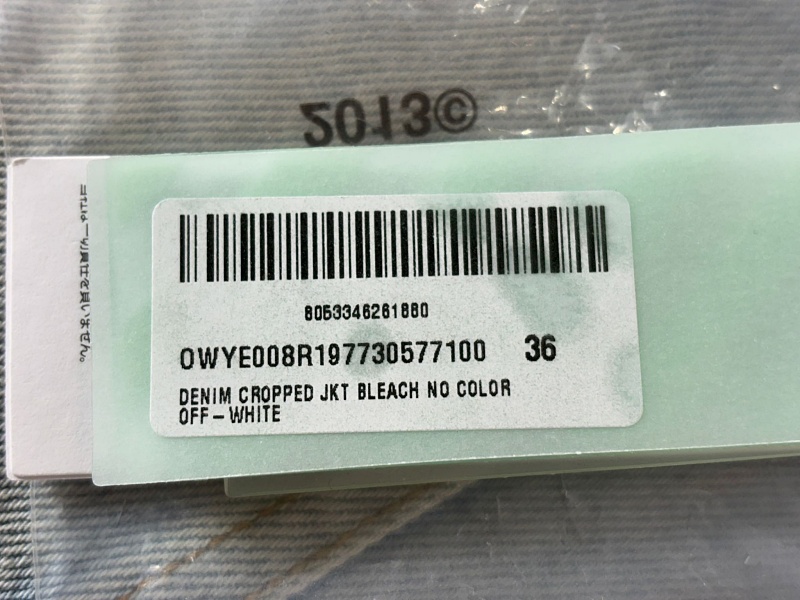 2013©
8053346261880
OWYE008R197730577100 36
DENIM CROPPED JKT BLEACH NO COLOR
OFF-WHITE